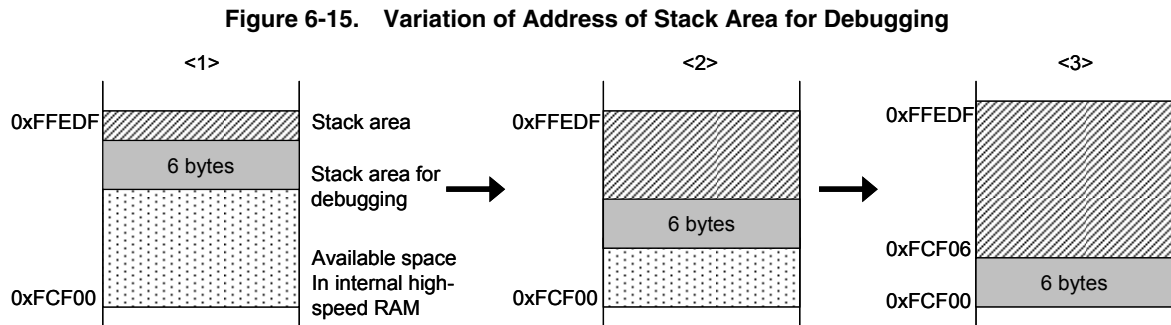 Figure 6-15. Variation of Address of Stack Area for Debugging
<1>
0xFFEDF
Stack area
6 bytes
Stack area for
debugging
Available space
In internal high-
speed RAM
0xFCF00
<2>
0xFFEDF
6 bytes
0xFCF00
<3>
0xFFEDF
0xFCF06
6 bytes
0xFCF00